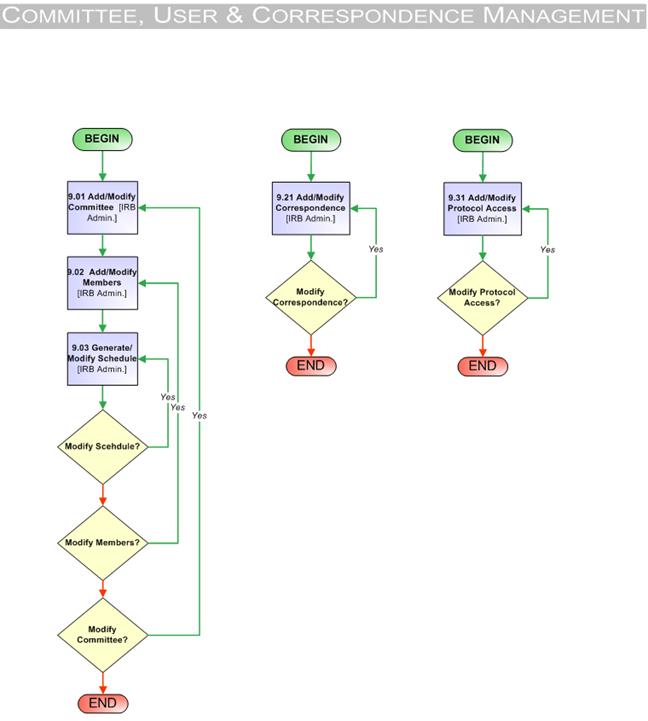 COMMITTEE, USER & CORRESPONDENCE MANAGEMENT
BEGIN
9.01 Add/Modify
Committee [IRB
Admin.]
9.02 Add/Modify
Members
[IRB Admin.]
9.03 Generate/
Modify Schedule
[IRB Admin.]
Yes
Yes
Yes
Modify Scehdule?
Modify Members?
Modify
Committee?
END
BEGIN
9.21 Add/Modify
Correspondence
[IRB Admin.]
Yes
Modify
Correspondence?
END
BEGIN
9.31 Add/Modify
Protocol Access
[IRB Admin.]
Yes
Modify Protocol
Access?
END